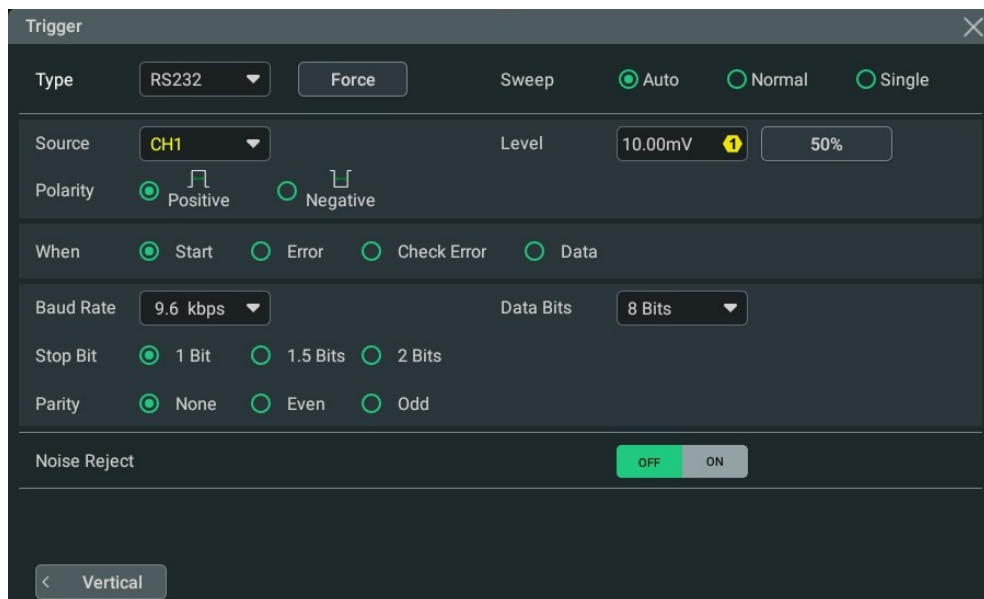 Trigger
Type RS232 Force Sweep Auto Normal Single
Source CH1 Level 10.00mV 1 50%
Polarity Positive Negative
When Start Error Check Error Data
Baud Rate 9.6 kbps Data Bits 8 Bits
Stop Bit 1 Bit 1.5 Bits 2 Bits
Parity None Even Odd
Noise Reject OFF ON
< Vertical